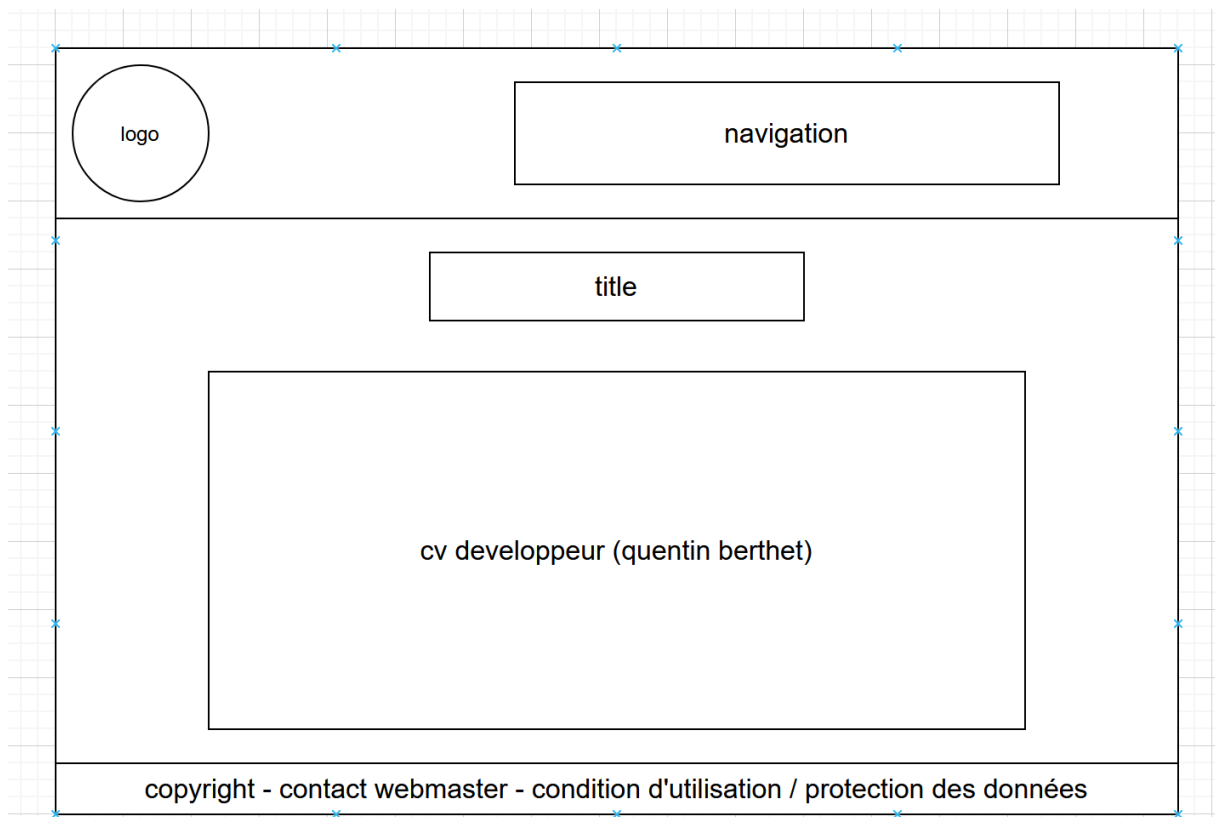 logo
navigation
title
cv developpeur (quentin berthet)
copyright - contact webmaster - condition d'utilisation / protection des données